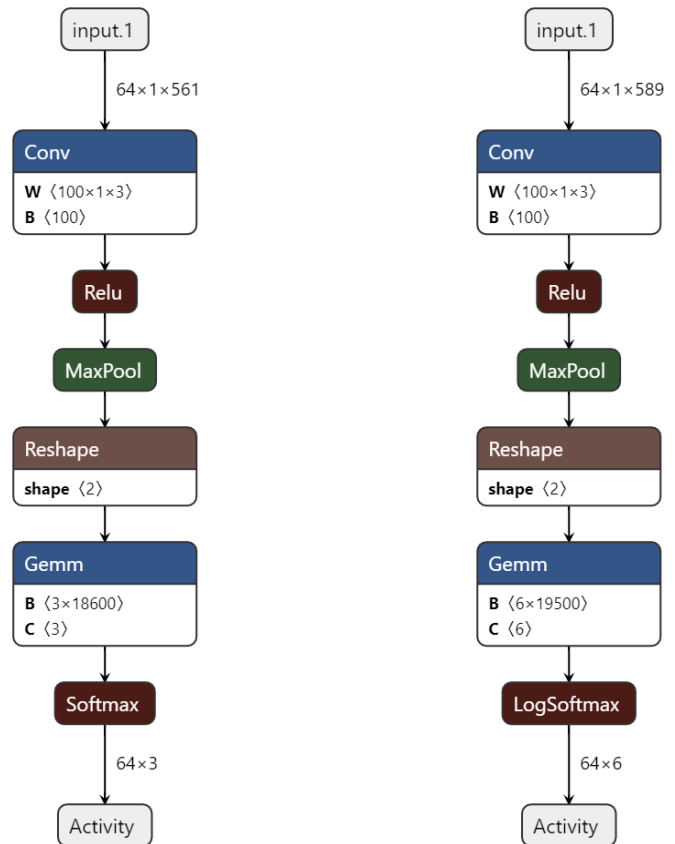 input.1
64×1×561
Conv
W ⟨100×1×3⟩
B ⟨100⟩
Relu
MaxPool
Reshape
shape ⟨2⟩
Gemm
B ⟨3×18600⟩
C ⟨3⟩
Softmax
64×3
Activity
input.1
64×1×589
Conv
W ⟨100×1×3⟩
B ⟨100⟩
Relu
MaxPool
Reshape
shape ⟨2⟩
Gemm
B ⟨6×19500⟩
C ⟨6⟩
LogSoftmax
64×6
Activity